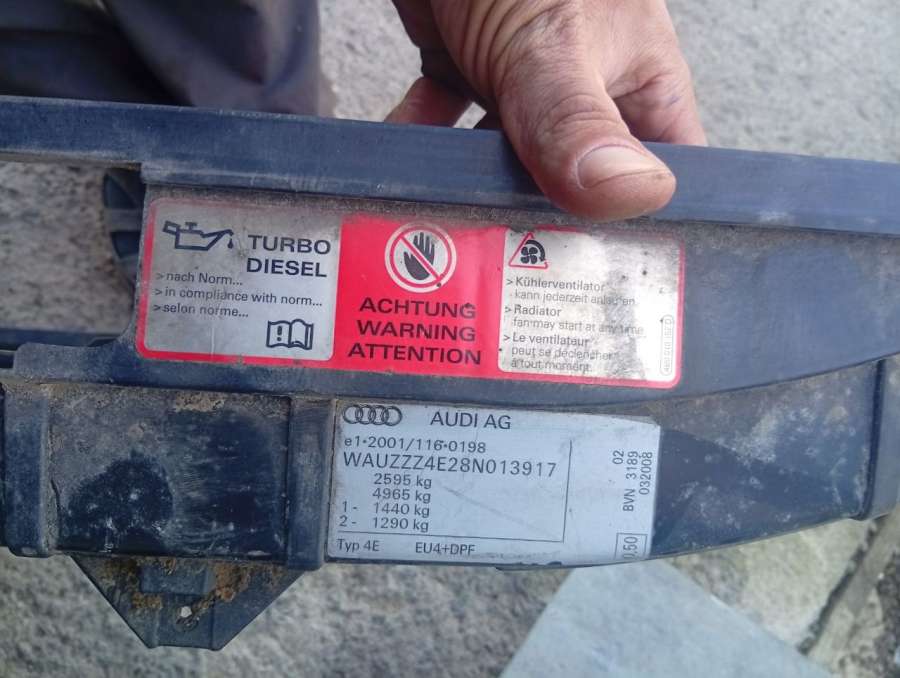 TURBO
DIESEL
> nach Norm...
> in compliance with norm...
> selon norme...
ACHTUNG
WARNING
ATTENTION
> Kühlerventilator
kann jederzeit anlaufen
> Radiator
fan may start at any time
> Le ventilateur
peut se déclencher
à tout moment.
AUDI AG
e1*2001/116*0198
WAUZZZ4E28N013917
2595 kg
4965 kg
1 - 1440 kg
2 - 1290 kg
Typ 4E EU4+DPF
0,50
02
BVN 3189
032008